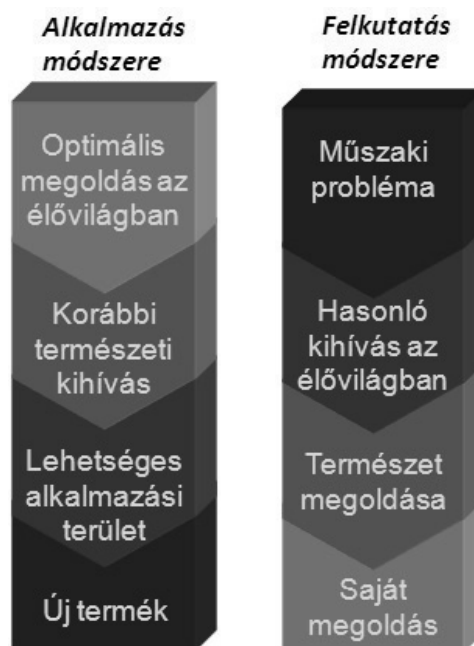 Alkalmazás
módszere
Optimális
megoldás az
élővilágban
Korábbi
természeti
kihívás
Lehetséges
alkalmazási
terület
Új termék
Felkutatás
módszere
Műszaki
probléma
Hasonló
kihívás az
élővilágban
Természet
megoldása
Saját
megoldás